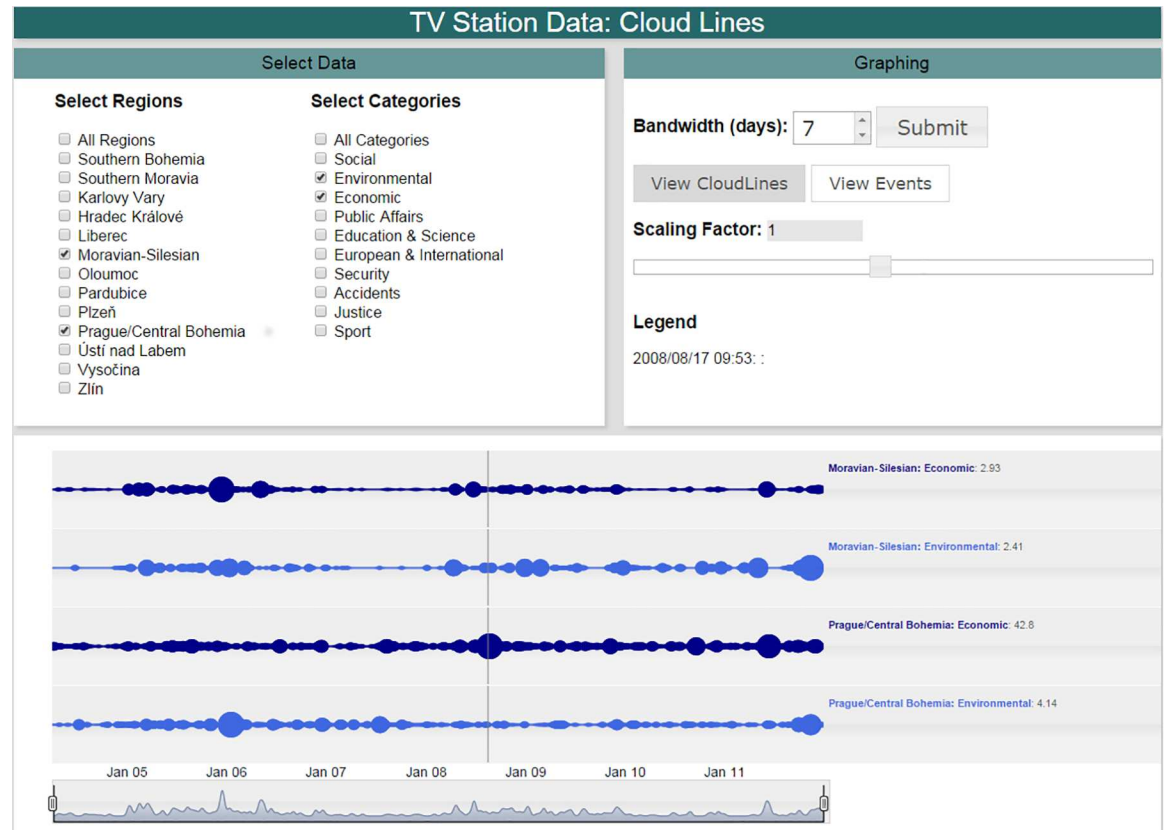 TV Station Data: Cloud Lines
Select Data
Select Regions
All Regions
Southern Bohemia
Southern Moravia
Karlovy Vary
Hradec Králové
Liberec
Moravian-Silesian
Oloumoc
Pardubice
Plzeň
Prague/Central Bohemia
Ústí nad Labem
Vysočina
Zlín
Select Categories
All Categories
Social
Environmental
Economic
Public Affairs
Education & Science
European & International
Security
Accidents
Justice
Sport
Graphing
Bandwidth (days): 7 Submit
View CloudLines View Events
Scaling Factor: 1
Legend
2008/08/17 09:53: :
Moravian-Silesian: Economic: 2.93
Moravian-Silesian: Environmental: 2.41
Prague/Central Bohemia: Economic: 42.8
Prague/Central Bohemia: Environmental: 4.14
Jan 05 Jan 06 Jan 07 Jan 08 Jan 09 Jan 10 Jan 11